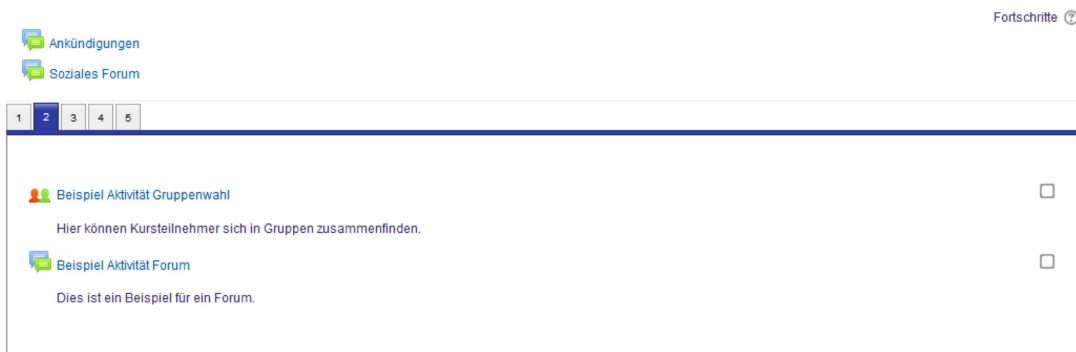 Fortschritte
Ankündigungen
Soziales Forum
1 2 3 4 5
Beispiel Aktivität Gruppenwahl
Hier können Kursteilnehmer sich in Gruppen zusammenfinden.
Beispiel Aktivität Forum
Dies ist ein Beispiel für ein Forum.